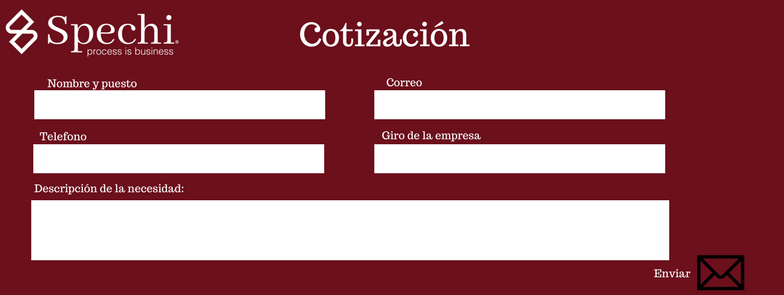 Spechi®
process is business
Cotización
Nombre y puesto
Correo
Telefono
Giro de la empresa
Descripción de la necesidad:
Enviar